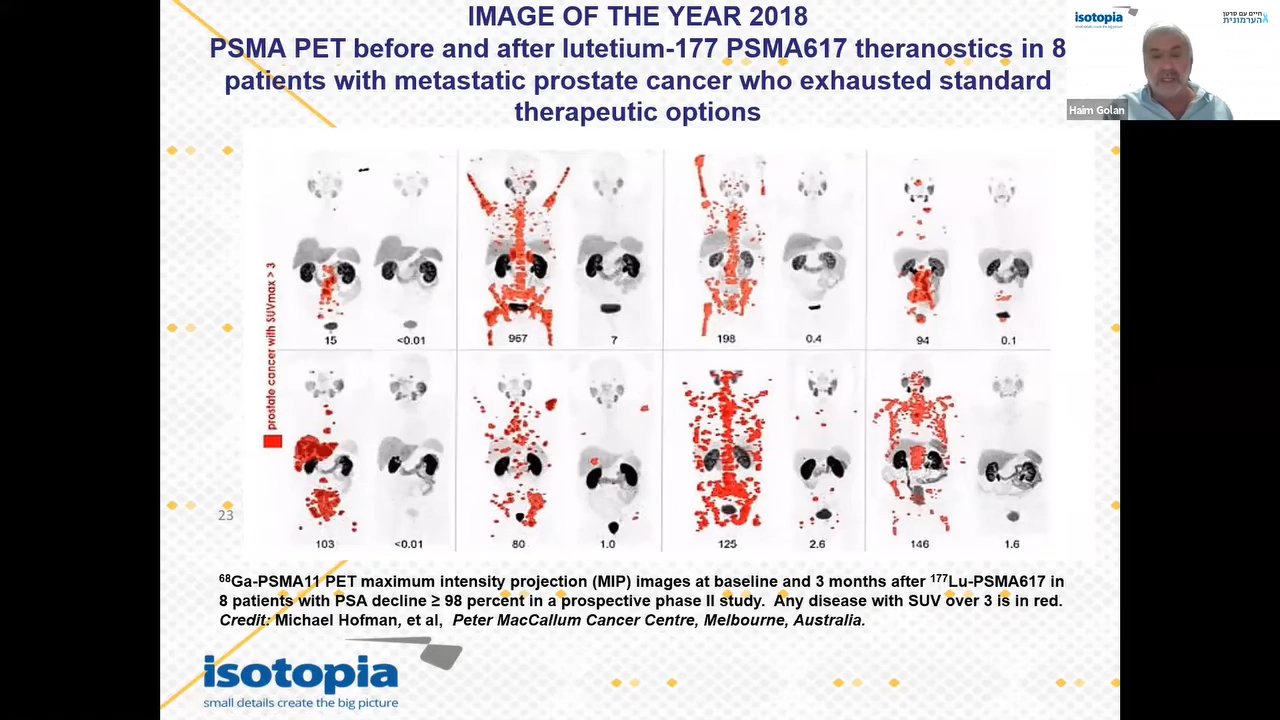 IMAGE OF THE YEAR 2018
PSMA PET before and after lutetium-177 PSMA617 theranostics in 8
patients with metastatic prostate cancer who exhausted standard
therapeutic options
isotopia
חיים עם סרטן
הערמונית
Haim Golan
prostate cancer with SUVmax > 3
15 <0.01 967 7 198 0.4 94 0.1
103 <0.01 80 1.0 125 2.6 146 1.6
23
68Ga-PSMA11 PET maximum intensity projection (MIP) images at baseline and 3 months after 177Lu-PSMA617 in
8 patients with PSA decline ≥ 98 percent in a prospective phase II study. Any disease with SUV over 3 is in red.
Credit: Michael Hofman, et al, Peter MacCallum Cancer Centre, Melbourne, Australia.
isotopia
small details create the big picture